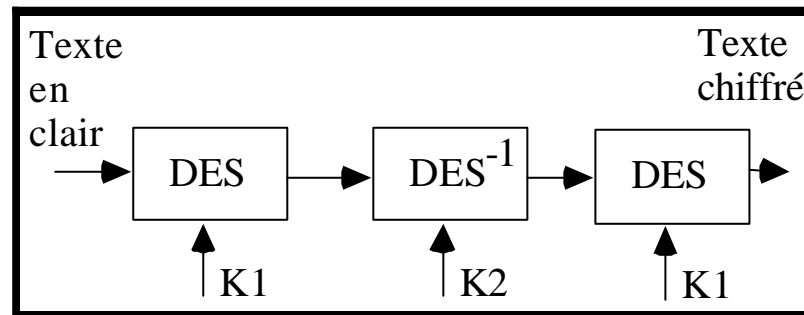 Texte
en
clair
Texte
chiffré
DES
DES-1
DES
K1
K2
K1